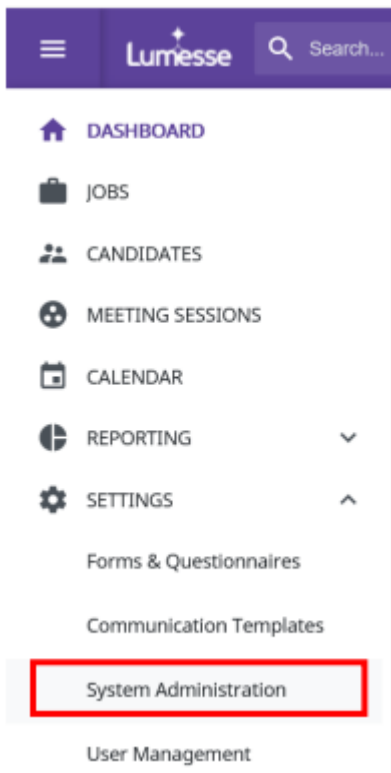 Lumesse Search...
DASHBOARD
JOBS
CANDIDATES
MEETING SESSIONS
CALENDAR
REPORTING
SETTINGS
Forms & Questionnaires
Communication Templates
System Administration
User Management